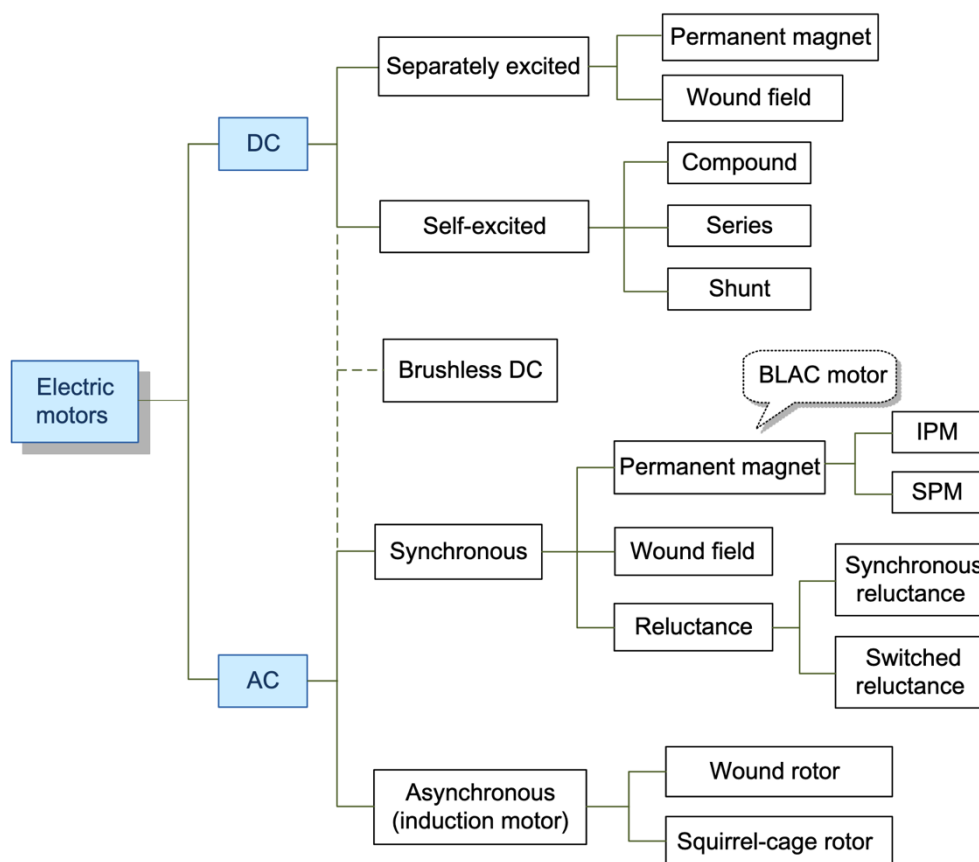 Electric
motors
DC
Separately excited
Permanent magnet
Wound field
Self-excited
Compound
Series
Shunt
Brushless DC
AC
Synchronous
BLAC motor
Permanent magnet
IPM
SPM
Wound field
Reluctance
Synchronous
reluctance
Switched
reluctance
Asynchronous
(induction motor)
Wound rotor
Squirrel-cage rotor